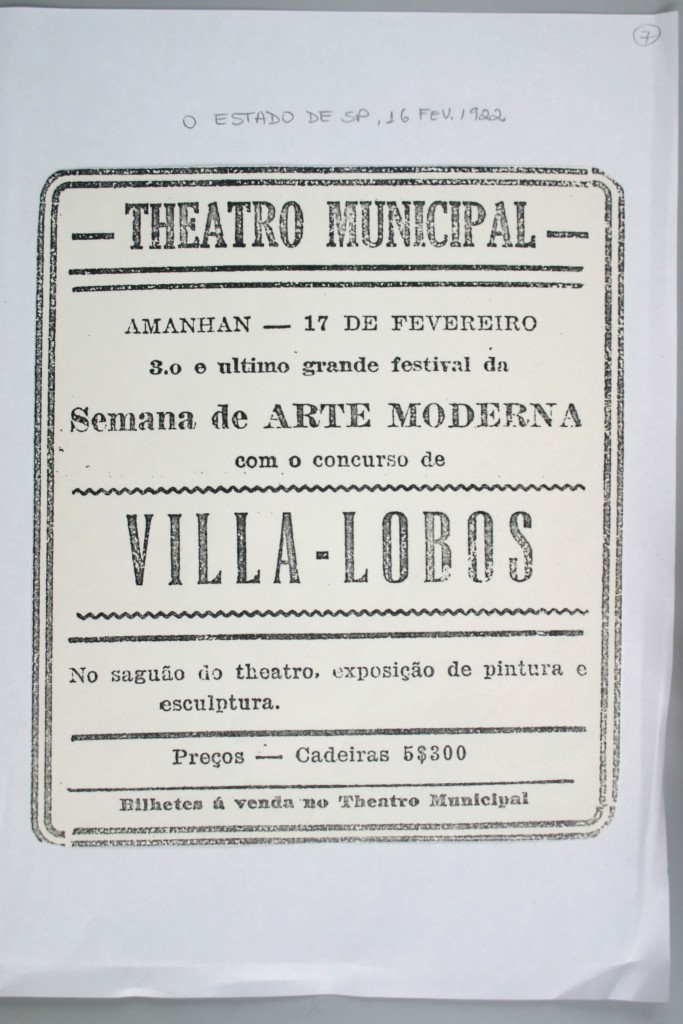 7
O ESTADO DE SP, 16 FEV. 1922
— THEATRO MUNICIPAL —
AMANHAN — 17 DE FEVEREIRO
3.o e ultimo grande festival da
Semana de ARTE MODERNA
com o concurso de
VILLA-LOBOS
No saguão do theatro, exposição de pintura e
esculptura.
Preços — Cadeiras 5$300
Bilhetes á venda no Theatro Municipal